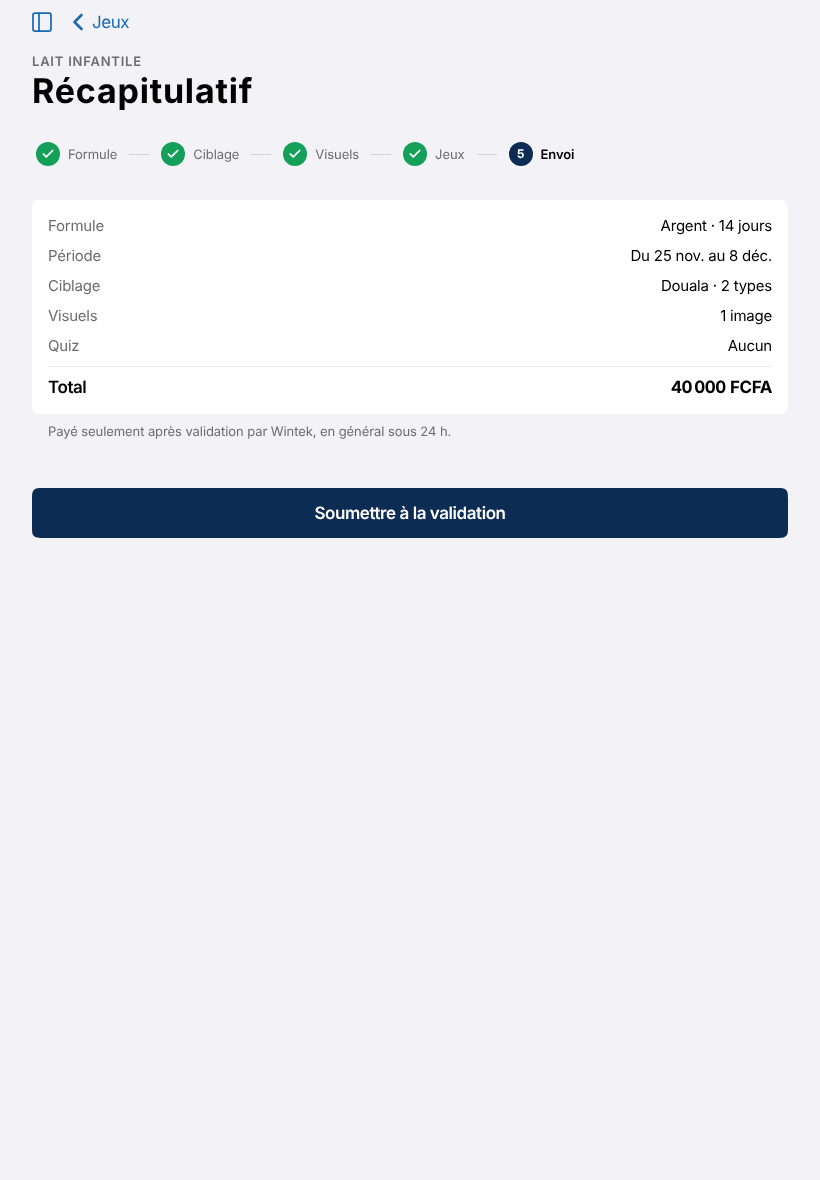 Jeux
LAIT INFANTILE
Récapitulatif
Formule Ciblage Visuels Jeux 5 Envoi
Formule Argent · 14 jours
Période Du 25 nov. au 8 déc.
Ciblage Douala · 2 types
Visuels 1 image
Quiz Aucun
Total 40 000 FCFA
Payé seulement après validation par Wintek, en général sous 24 h.
Soumettre à la validation